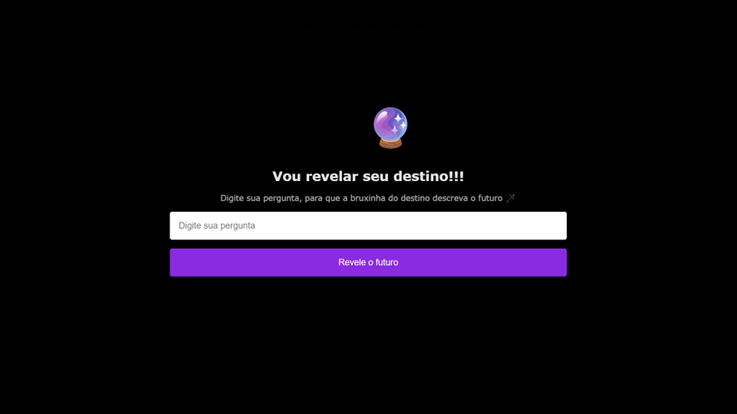 Vou revelar seu destino!!!
Digite sua pergunta, para que a bruxinha do destino descreva o futuro
Digite sua pergunta
Revele o futuro